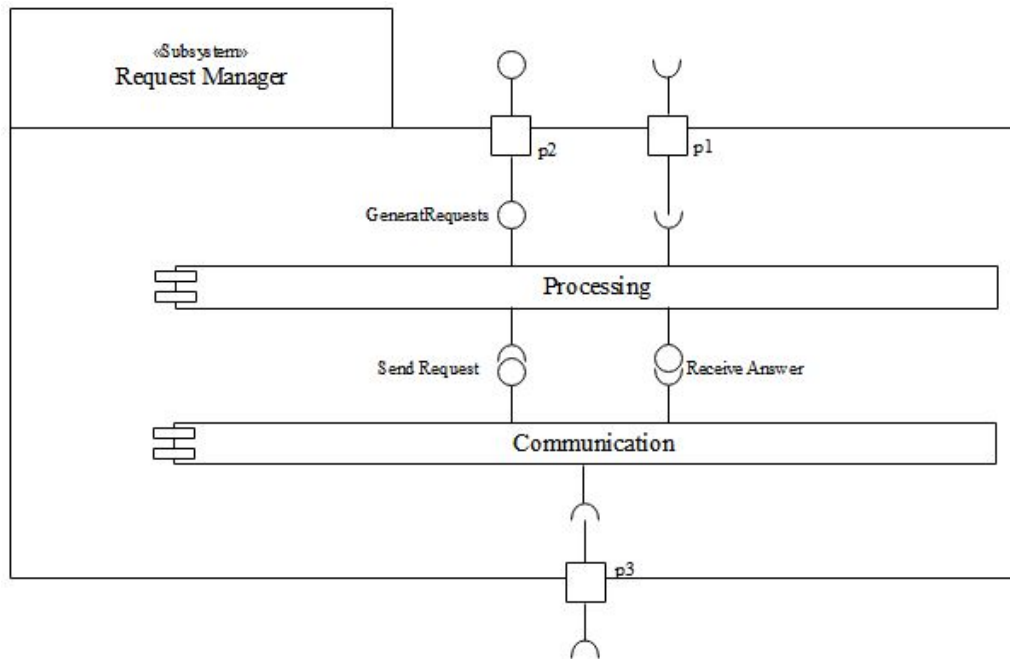 «Subsystem»
Request Manager
p2
p1
GeneratRequests
Processing
Send Request
Receive Answer
Communication
p3